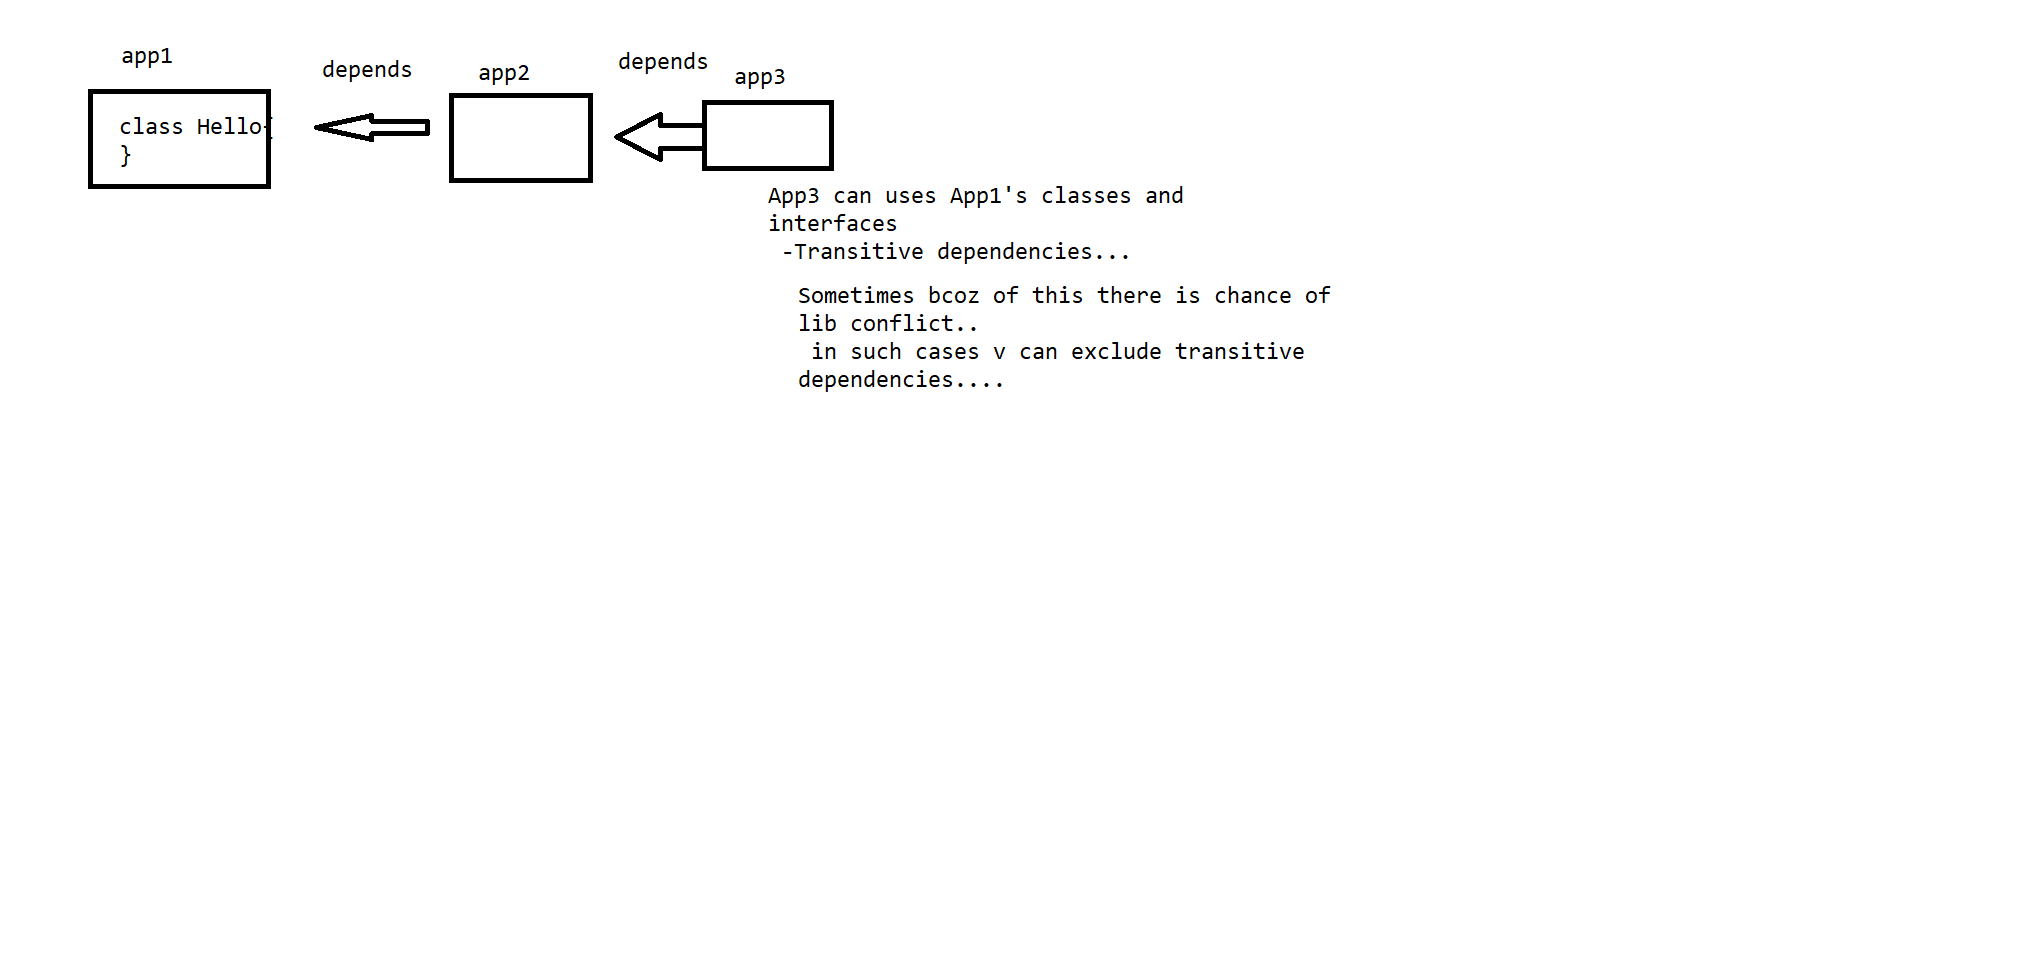 app1
depends
app2
depends
app3
class Hello{
}
App3 can uses App1's classes and
interfaces
-Transitive dependencies...
Sometimes bcoz of this there is chance of
lib conflict..
in such cases v can exclude transitive
dependencies....